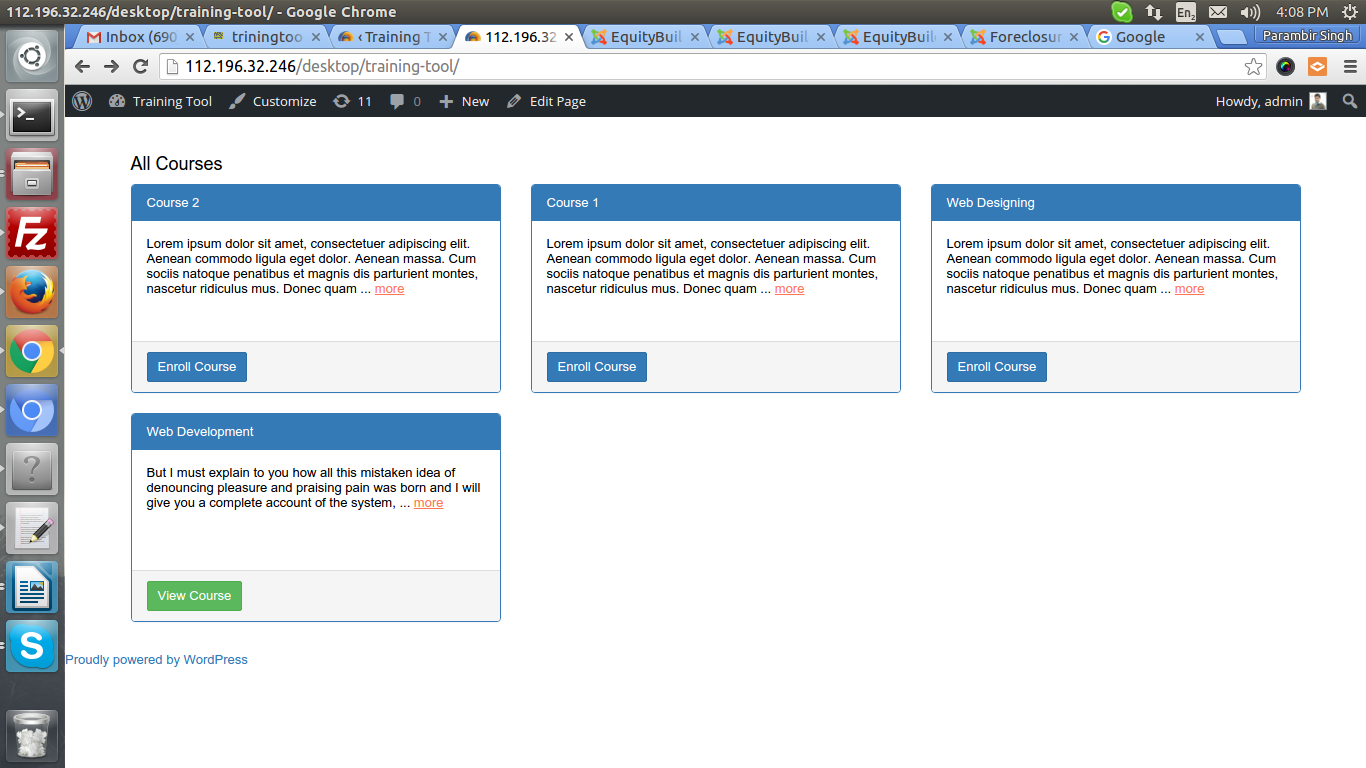 112.196.32.246/desktop/training-tool/ - Google Chrome
En2
4:08 PM
Inbox (690
triningtoo
‹ Training T
112.196.32
EquityBuil
EquityBuil
EquityBuil
Foreclosur
Google
Parambir Singh
112.196.32.246/desktop/training-tool/
Training Tool
Customize
11
0
New
Edit Page
Howdy, admin
All Courses
Course 2
Lorem ipsum dolor sit amet, consectetuer adipiscing elit.
Aenean commodo ligula eget dolor. Aenean massa. Cum
sociis natoque penatibus et magnis dis parturient montes,
nascetur ridiculus mus. Donec quam ... more
Enroll Course
Course 1
Lorem ipsum dolor sit amet, consectetuer adipiscing elit.
Aenean commodo ligula eget dolor. Aenean massa. Cum
sociis natoque penatibus et magnis dis parturient montes,
nascetur ridiculus mus. Donec quam ... more
Enroll Course
Web Designing
Lorem ipsum dolor sit amet, consectetuer adipiscing elit.
Aenean commodo ligula eget dolor. Aenean massa. Cum
sociis natoque penatibus et magnis dis parturient montes,
nascetur ridiculus mus. Donec quam ... more
Enroll Course
Web Development
But I must explain to you how all this mistaken idea of
denouncing pleasure and praising pain was born and I will
give you a complete account of the system, ... more
View Course
Proudly powered by WordPress